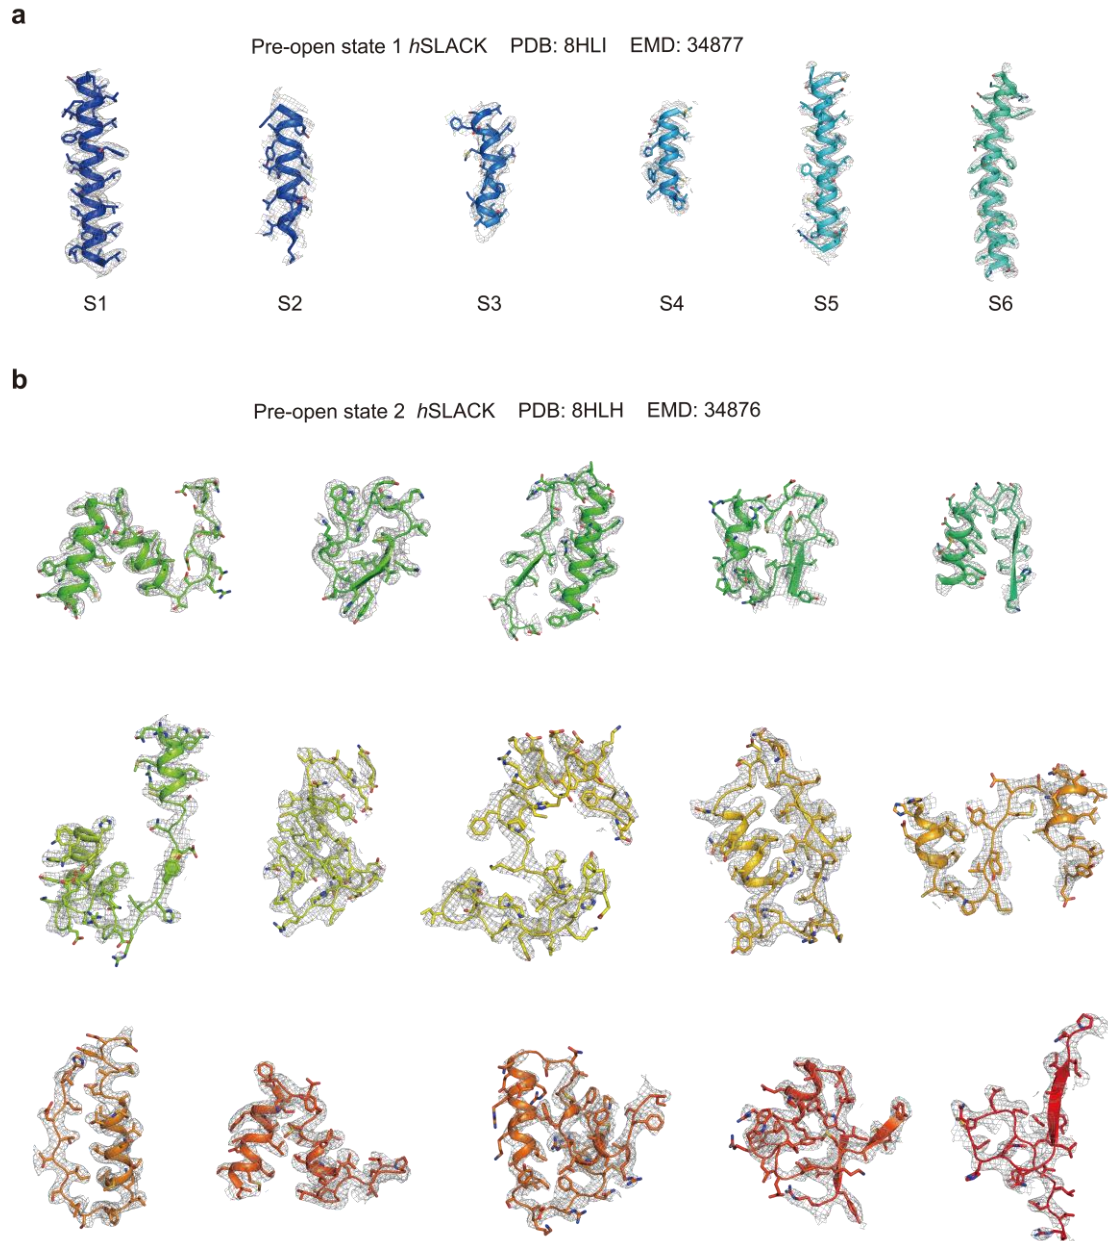 a
Pre-open state 1 hSLACK PDB: 8HLI EMD: 34877
S1 S2 S3 S4 S5 S6
b
Pre-open state 2 hSLACK PDB: 8HLH EMD: 34876